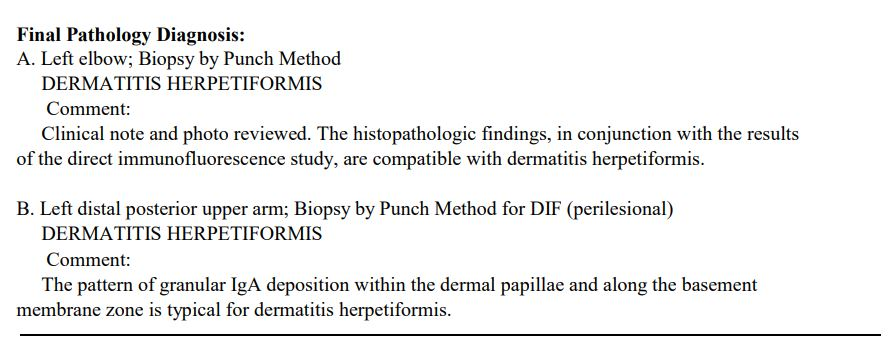 Final Pathology Diagnosis:
A. Left elbow; Biopsy by Punch Method
DERMATITIS HERPETIFORMIS
Comment:
Clinical note and photo reviewed. The histopathologic findings, in conjunction with the results
of the direct immunofluorescence study, are compatible with dermatitis herpetiformis.
B. Left distal posterior upper arm; Biopsy by Punch Method for DIF (perilesional)
DERMATITIS HERPETIFORMIS
Comment:
The pattern of granular IgA deposition within the dermal papillae and along the basement
membrane zone is typical for dermatitis herpetiformis.